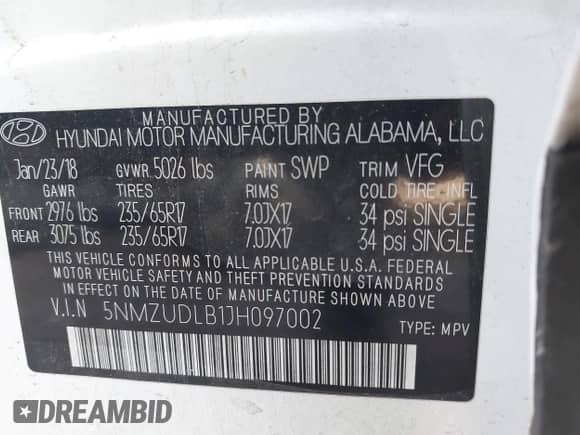 MANUFACTURED BY
HYUNDAI MOTOR MANUFACTURING ALABAMA, LLC
Jan/23/18 GVWR 5026 lbs PAINT SWP TRIM VFG
GAWR TIRES RIMS COLD TIRE INFL
FRONT 2976 lbs 235/65R17 7.0JX17 34 psi SINGLE
REAR 3075 lbs 235/65R17 7.0JX17 34 psi SINGLE
THIS VEHICLE CONFORMS TO ALL APPLICABLE U.S.A. FEDERAL
MOTOR VEHICLE SAFETY AND THEFT PREVENTION STANDARDS
IN EFFECT ON THE DATE OF MANUFACTURE SHOWN ABOVE.
V.I.N 5NMZUDLB1JH097002
TYPE: MPV
DREAMBID